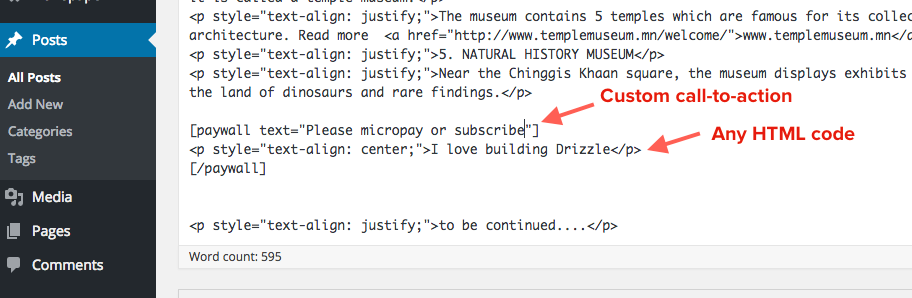 Posts
All Posts
Add New
Categories
Tags
Media
Pages
Comments
<p style="text-align: justify;">The museum contains 5 temples which are famous for its collec
architecture. Read more  <a href="http://www.templemuseum.mn/welcome/">www.templemuseum.mn</a
<p style="text-align: justify;">5. NATURAL HISTORY MUSEUM</p>
<p style="text-align: justify;">Near the Chinggis Khaan square, the museum displays exhibits
the land of dinosaurs and rare findings.</p>
Custom call-to-action
[paywall text="Please micropay or subscribe"]
Any HTML code
<p style="text-align: center;">I love building Drizzle</p>
[/paywall]
<p style="text-align: justify;">to be continued....</p>
Word count: 595